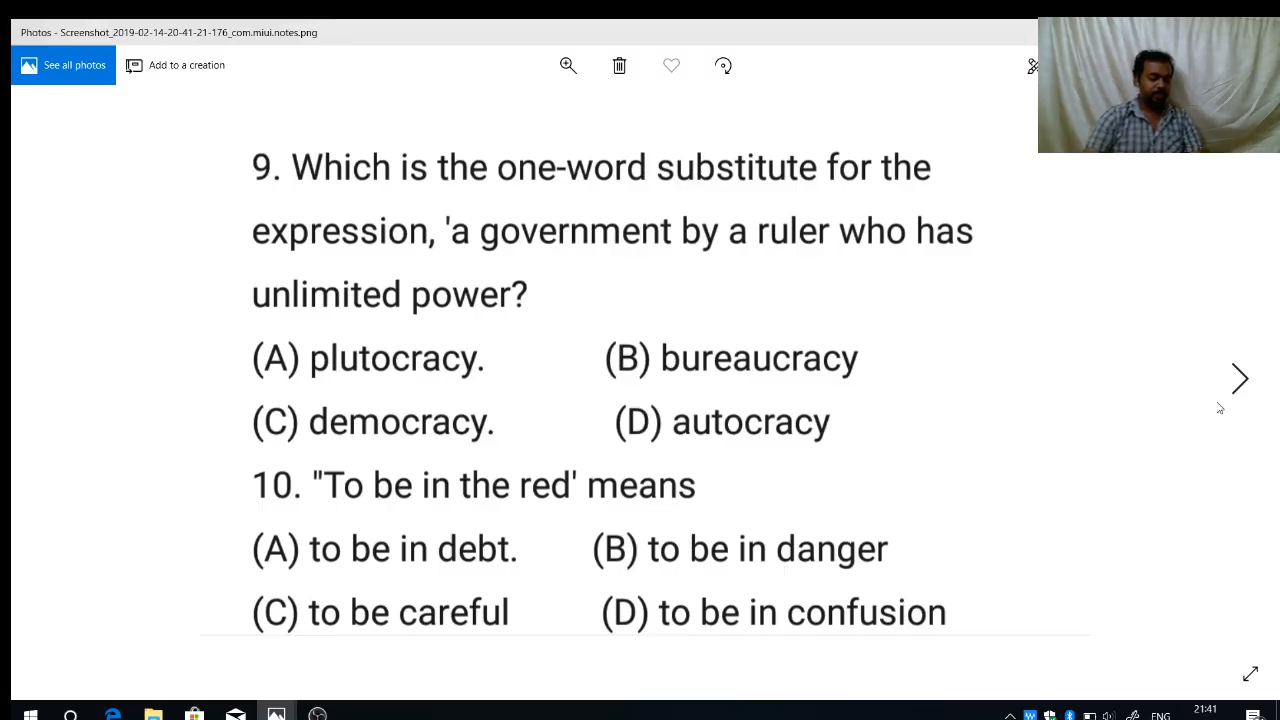 Photos - Screenshot_2019-02-14-20-41-21-176_com.miui.notes.png
See all photos
Add to a creation
9. Which is the one-word substitute for the
expression, 'a government by a ruler who has
unlimited power?
(A) plutocracy. (B) bureaucracy
(C) democracy. (D) autocracy
10. "To be in the red' means
(A) to be in debt. (B) to be in danger
(C) to be careful (D) to be in confusion
ENG
21:41